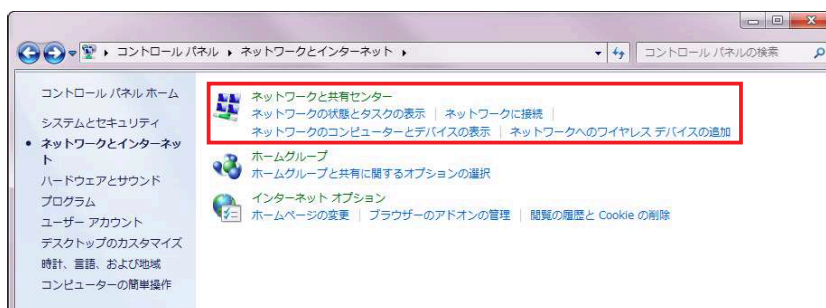 コントロール パネル ▸ ネットワークとインターネット ▸
コントロール パネルの検索
コントロール パネル ホーム
システムとセキュリティ
ネットワークとインターネッ
ト
ハードウェアとサウンド
プログラム
ユーザー アカウント
デスクトップのカスタマイズ
時計、言語、および地域
コンピューターの簡単操作
ネットワークと共有センター
ネットワークの状態とタスクの表示 | ネットワークに接続 |
ネットワークのコンピューターとデバイスの表示 | ネットワークへのワイヤレス デバイスの追加
ホームグループ
ホームグループと共有に関するオプションの選択
インターネット オプション
ホームページの変更 | ブラウザーのアドオンの管理 | 閲覧の履歴と Cookie の削除